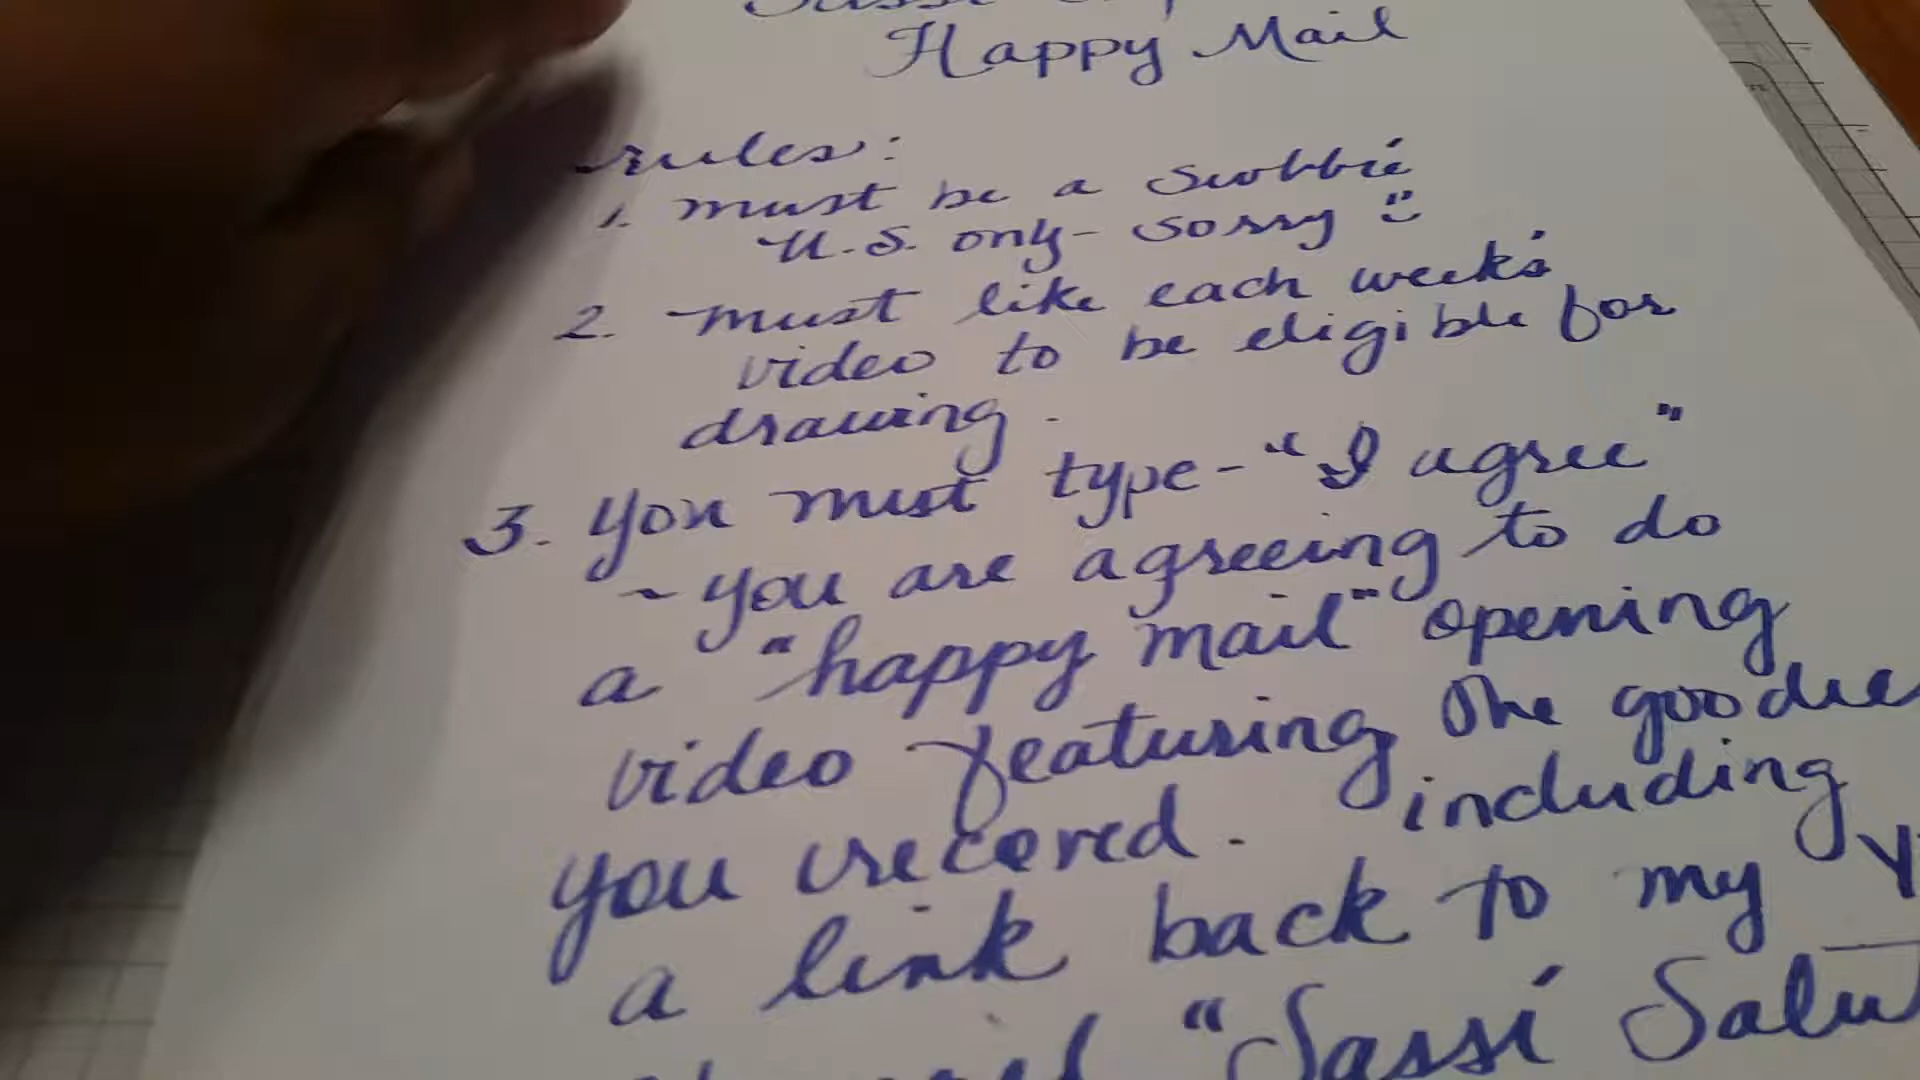 Sassi
Happy Mail
rules:
1. must be a Subbie
U.S. only - sorry
2. must like each week's
video to be eligible for
drawing.
3. you must type - "I agree"
~ you are agreeing to do
a "happy mail" opening
video featuring the goodie
you recered. including
a link back to my
"Sassi